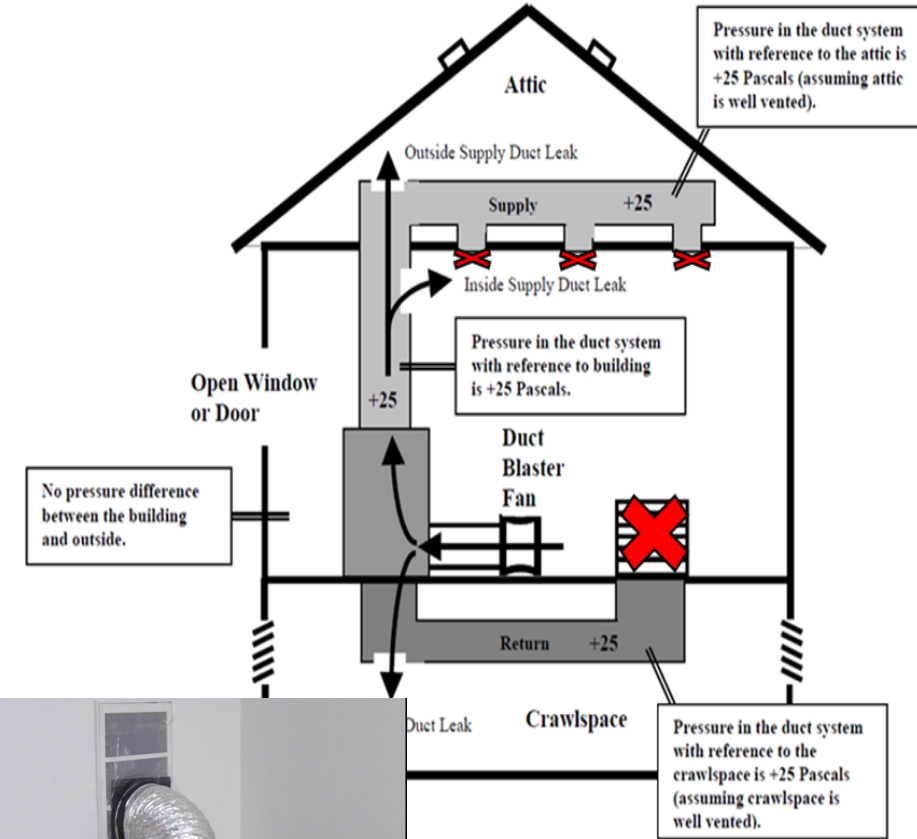 Pressure in the duct system
with reference to the attic is
+25 Pascals (assuming attic
is well vented).
Attic
Outside Supply Duct Leak
Supply
+25
Inside Supply Duct Leak
Pressure in the duct system
with reference to building
is +25 Pascals.
Open Window
or Door
+25
Duct
Blaster
Fan
No pressure difference
between the building
and outside.
Return
+25
Duct Leak
Crawlspace
Pressure in the duct system
with reference to the
crawlspace is +25 Pascals
(assuming crawlspace is
well vented).